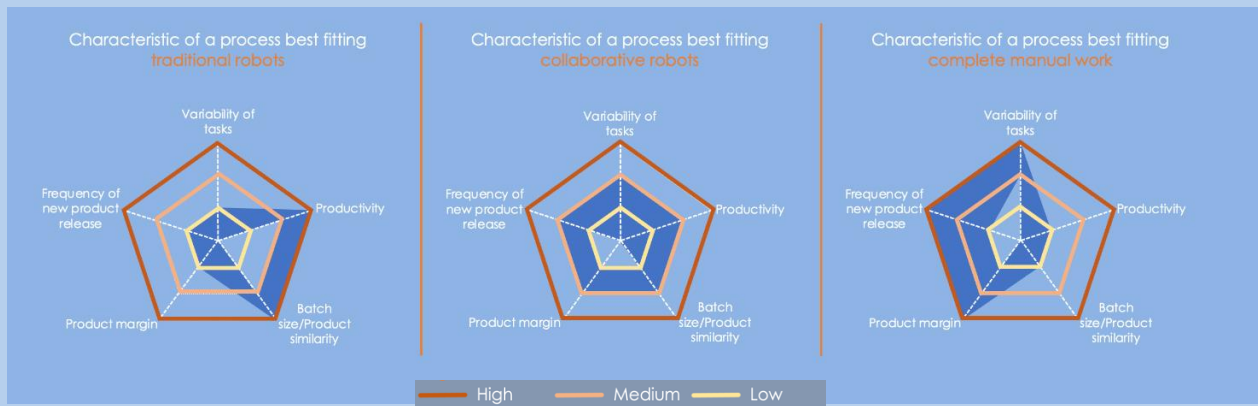 Characteristic of a process best fitting
traditional robots
Variability of
tasks
Frequency of
new product
release
Productivity
Product margin
Batch
size/Product
similarity
Characteristic of a process best fitting
collaborative robots
Variability of
tasks
Frequency of
new product
release
Productivity
Product margin
Batch
size/Product
similarity
Characteristic of a process best fitting
complete manual work
Variability of
tasks
Frequency of
new product
release
Productivity
Product margin
Batch
size/Product
similarity
High
Medium
Low